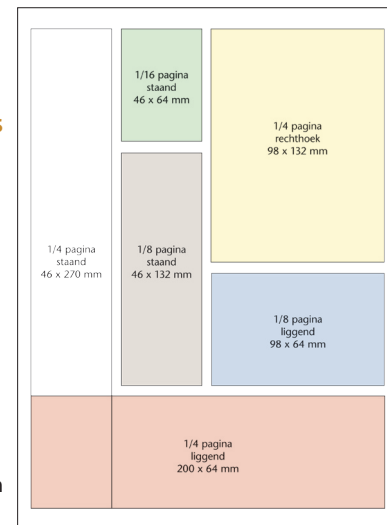 1/16 pagina
staand
46 x 64 mm
1/4 pagina
rechthoek
98 x 132 mm
1/4 pagina
staand
46 x 270 mm
1/8 pagina
staand
46 x 132 mm
1/8 pagina
liggend
98 x 64 mm
1/4 pagina
liggend
200 x 64 mm